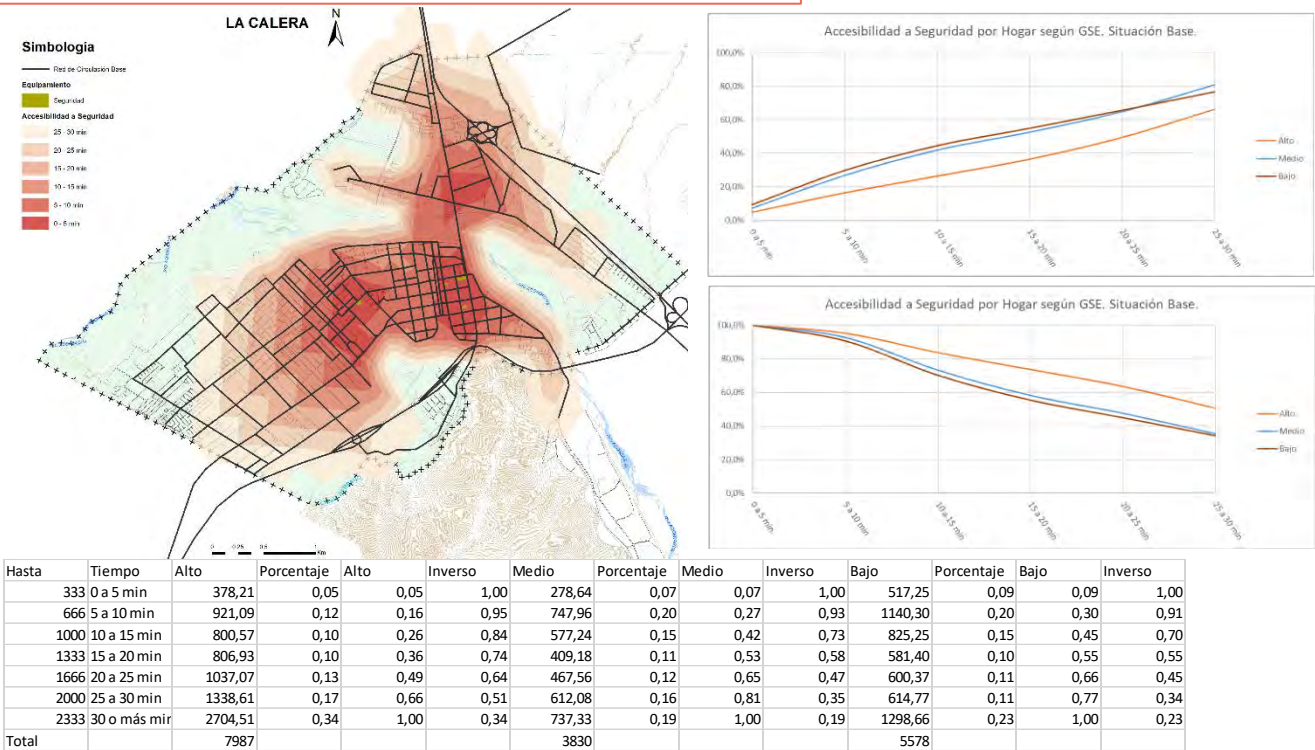 LA CALERA
N
Simbologia
Red de Circulación Base
Equipamiento
Seguridad
Accesibilidad a Seguridad
25 - 30 min
20 - 25 min
15 - 20 min
10 - 15 min
5 - 10 min
0 - 5 min
0 0.25 0.5 1
Km
Accesibilidad a Seguridad por Hogar según GSE. Situación Base.
100,0%
80,0%
60,0%
40,0%
20,0%
0,0%
0 a 5 min
5 a 10 min
10 a 15 min
15 a 20 min
20 a 25 min
25 a 30 min
Alto
Medio
Bajo
Accesibilidad a Seguridad por Hogar según GSE. Situación Base.
100,0%
80,0%
60,0%
40,0%
20,0%
0,0%
0 a 5 min
5 a 10 min
10 a 15 min
15 a 20 min
20 a 25 min
25 a 30 min
Alto
Medio
Bajo
Hasta Tiempo Alto Porcentaje Alto Inverso Medio Porcentaje Medio Inverso Bajo Porcentaje Bajo Inverso
333 0 a 5 min 378,21 0,05 0,05 1,00 278,64 0,07 0,07 1,00 517,25 0,09 0,09 1,00
666 5 a 10 min 921,09 0,12 0,16 0,95 747,96 0,20 0,27 0,93 1140,30 0,20 0,30 0,91
1000 10 a 15 min 800,57 0,10 0,26 0,84 577,24 0,15 0,42 0,73 825,25 0,15 0,45 0,70
1333 15 a 20 min 806,93 0,10 0,36 0,74 409,18 0,11 0,53 0,58 581,40 0,10 0,55 0,55
1666 20 a 25 min 1037,07 0,13 0,49 0,64 467,56 0,12 0,65 0,47 600,37 0,11 0,66 0,45
2000 25 a 30 min 1338,61 0,17 0,66 0,51 612,08 0,16 0,81 0,35 614,77 0,11 0,77 0,34
2333 30 o más mir 2704,51 0,34 1,00 0,34 737,33 0,19 1,00 0,19 1298,66 0,23 1,00 0,23
Total 7987 3830 5578